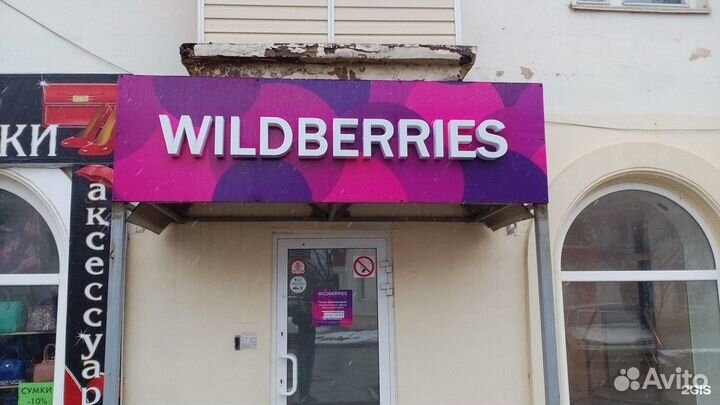 WILDBERRIES
КИ
аксессуар
WILDBERRIES
СУМКИ
-10%
Avito
2GIS